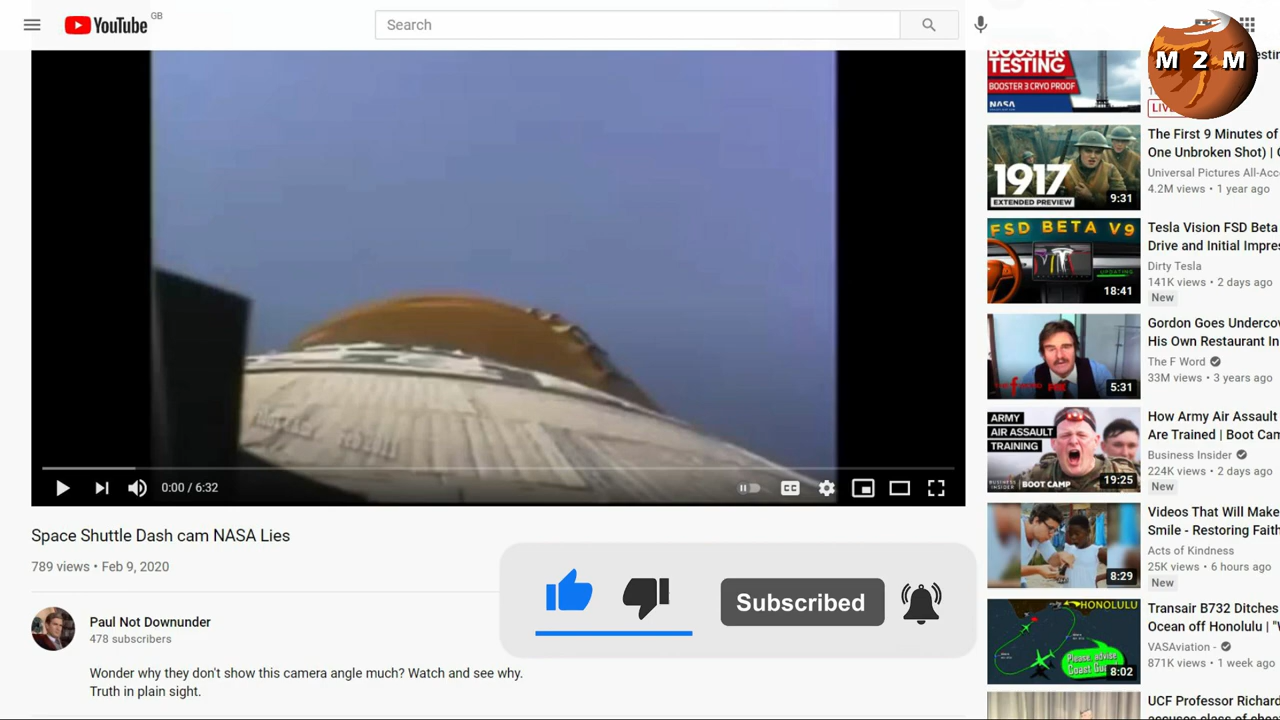 YouTube GB
Search
M 2 M
BOOSTER
TESTING
BOOSTER 3 CRYO PROOF
NASA
The First 9 Minutes of
One Unbroken Shot) |
Universal Pictures All-Acc
4.2M views • 1 year ago
1917
EXTENDED PREVIEW
9:31
FSD BETA V9
UPDATING
18:41
Tesla Vision FSD Beta
Drive and Initial Impres
Dirty Tesla
141K views • 2 days ago
New
Gordon Goes Undercov
His Own Restaurant In
The F Word
33M views • 3 years ago
5:31
ARMY
AIR ASSAULT
TRAINING
BUSINESS INSIDER
BOOT CAMP
19:25
How Army Air Assault
Are Trained | Boot Cam
Business Insider
224K views • 2 days ago
New
Videos That Will Make
Smile - Restoring Faith
Acts of Kindness
25K views • 6 hours ago
New
8:29
HONOLULU
Please, advise
8:02
Transair B732 Ditches
Ocean off Honolulu | "W
VASAviation -
871K views • 1 week ago
UCF Professor Richard
0:00 / 6:32
CC
Space Shuttle Dash cam NASA Lies
789 views • Feb 9, 2020
Subscribed
Paul Not Downunder
478 subscribers
Wonder why they don't show this camera angle much? Watch and see why.
Truth in plain sight.